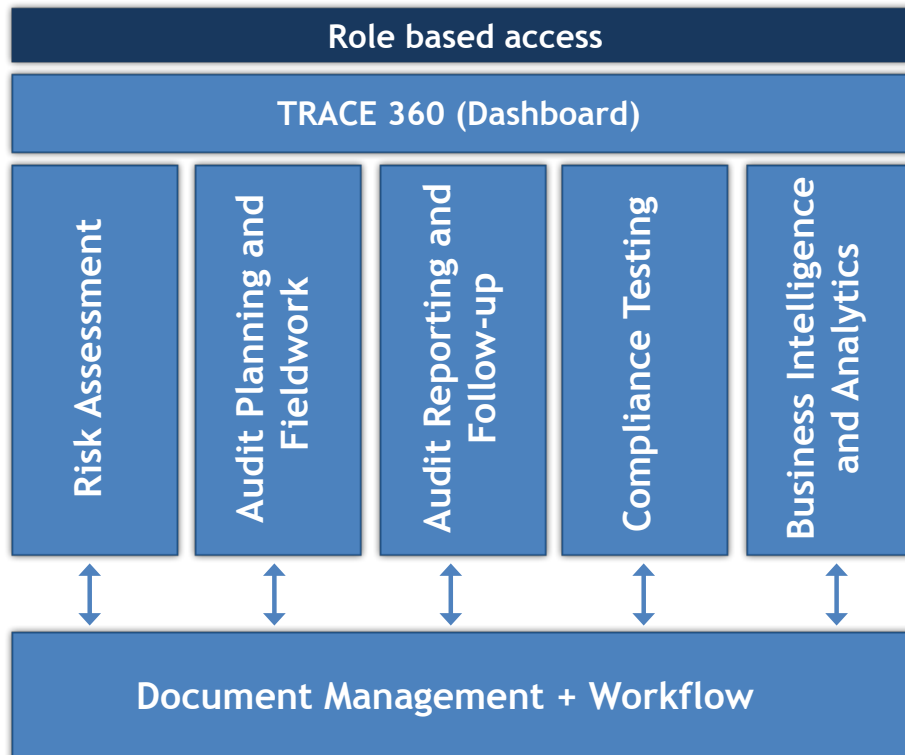 Role based access
TRACE 360 (Dashboard)
Risk Assessment
Audit Planning and
Fieldwork
Audit Reporting and
Follow-up
Compliance Testing
Business Intelligence
and Analytics
Document Management + Workflow